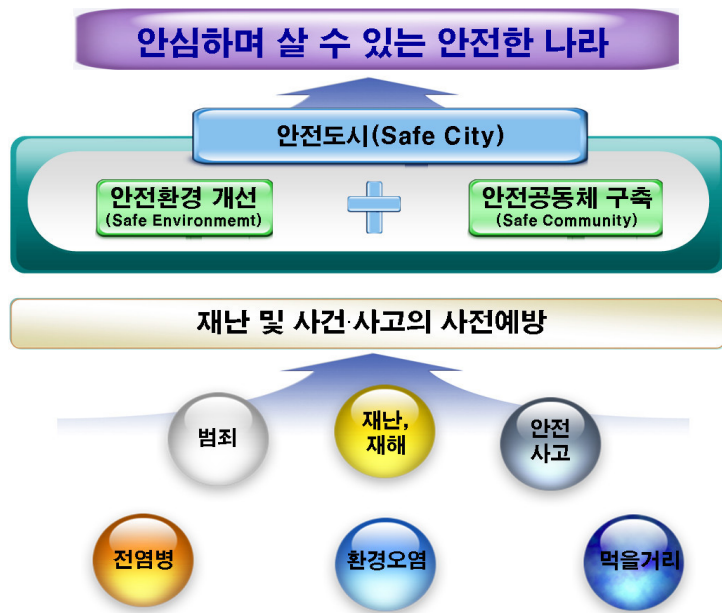 안심하며 살 수 있는 안전한 나라
안전도시(Safe City)
안전환경 개선
(Safe Environmemt)
안전공동체 구축
(Safe Community)
재난 및 사건·사고의 사전예방
범죄
재난,
재해
안전
사고
전염병
환경오염
먹을거리